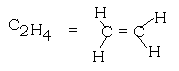 H H
C₂H₄ = C=C
H H